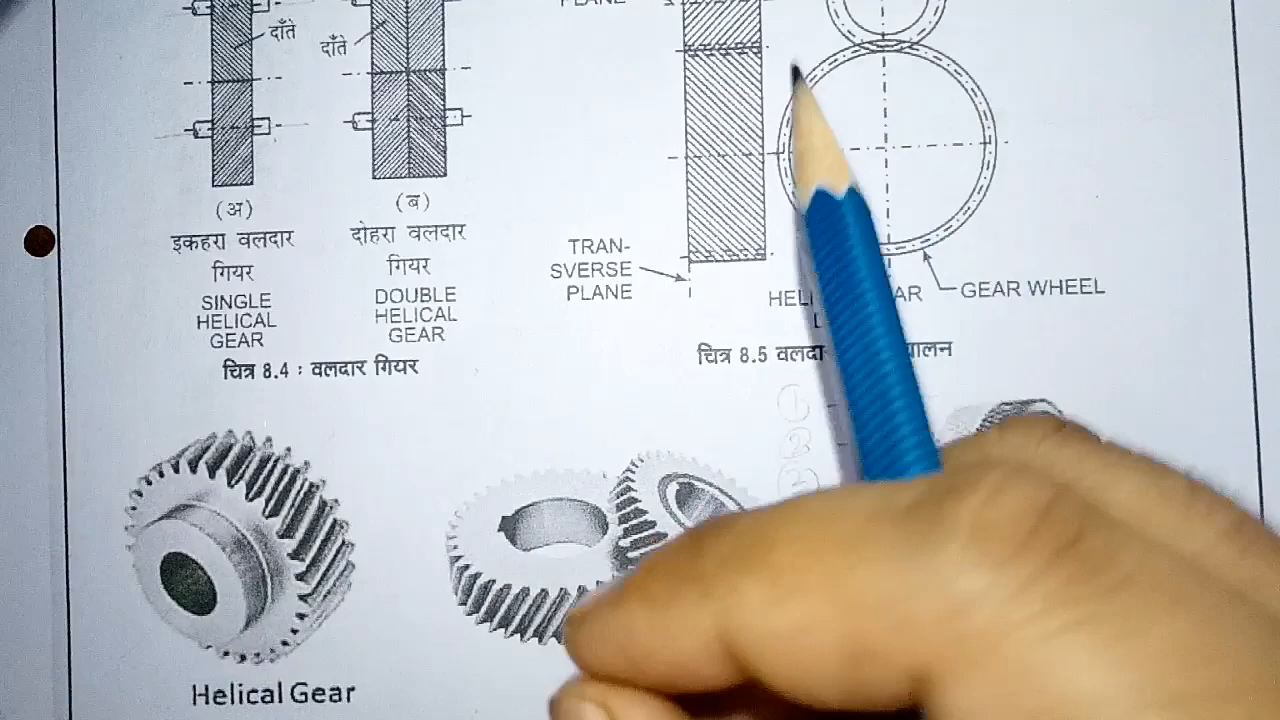 दाँते
दाँते
(अ)
इकहरा वलदार
गियर
SINGLE
HELICAL
GEAR
(ब)
दोहरा वलदार
गियर
DOUBLE
HELICAL
GEAR
चित्र 8.4 : वलदार गियर
PLANE
TRAN-
SVERSE
PLANE
GEAR WHEEL
चित्र 8.5
Helical Gear